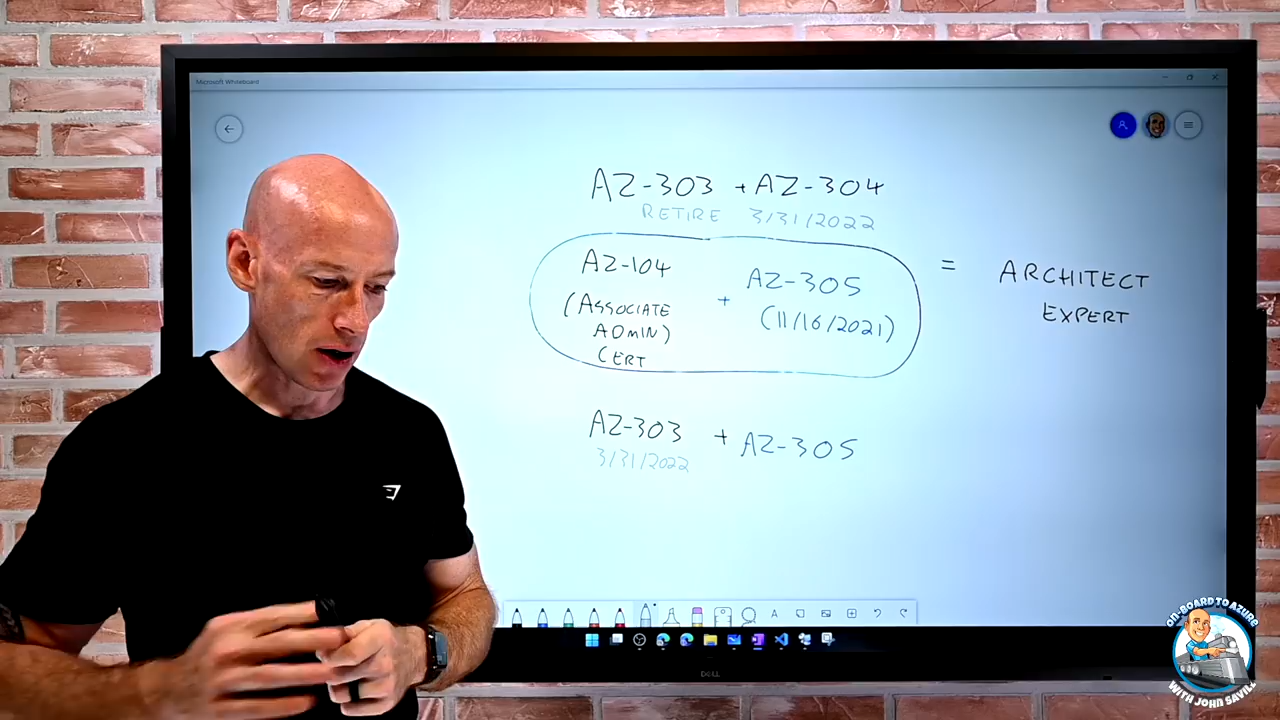 Microsoft Whiteboard
AZ-303 + AZ-304
RETIRE 3/31/2022
AZ-104 + AZ-305 = ARCHITECT
(ASSOCIATE (11/16/2021) EXPERT
ADMIN)
CERT
AZ-303 + AZ-305
3/31/2022
A
DELL
ON-BOARD TO AZURE
WITH JOHN SAVILL